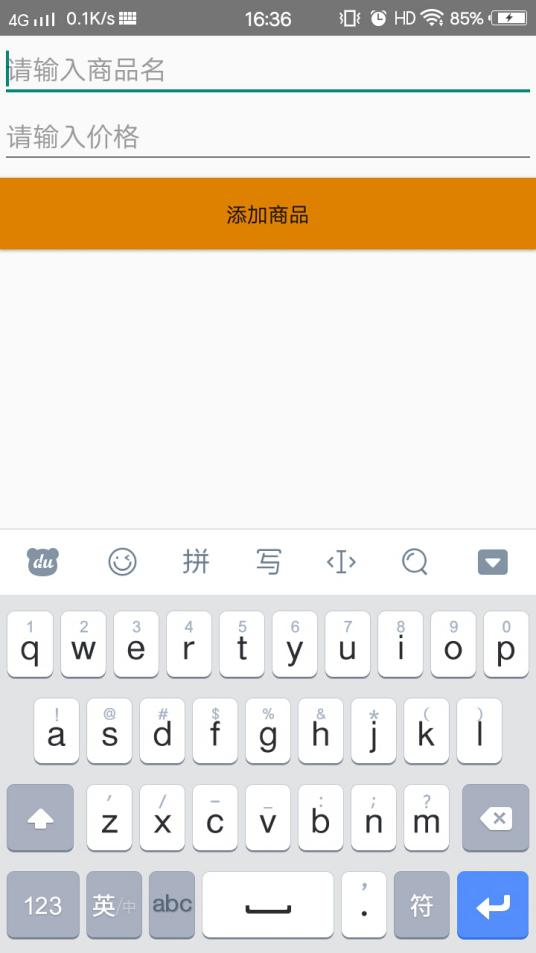 4G 0.1K/s 16:36 HD 85%
请输入商品名
请输入价格
添加商品
du 拼 写
1 2 3 4 5 6 7 8 9 0
q w e r t y u i o p
! @ # $ % & * ( )
a s d f g h j k l
' / - _ : ; ?
z x c v b n m
123 英/中 abc , . 符